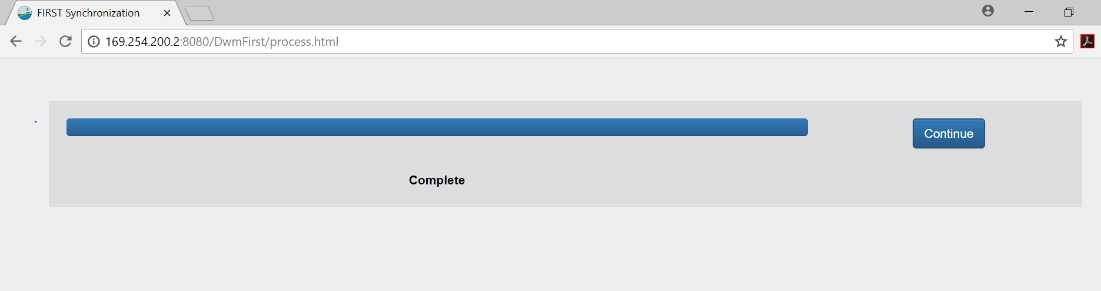 FIRST Synchronization
169.254.200.2:8080/DwmFirst/process.html
Continue
Complete